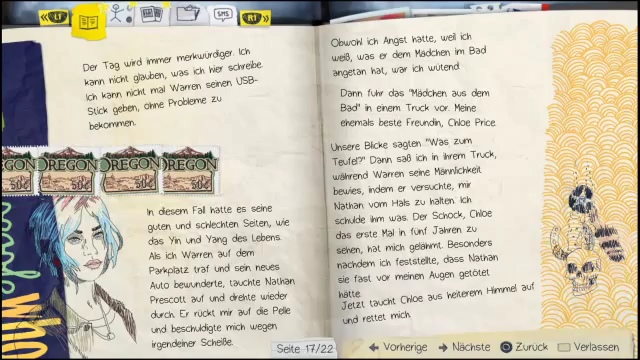 L1
SMS
R1
Der Tag wird immer merkwürdiger. Ich
kann nicht glauben, was ich hier schreibe.
Ich kann nicht mal Warren seinen USB-
Stick geben, ohne Probleme zu
bekommen.
OREGON OREGON OREGON
50¢ 50¢ 50¢ 50¢
In diesem Fall hatte es seine
guten und schlechten Seiten, wie
das Yin und Yang des Lebens.
Als ich Warren auf dem
Parkplatz traf und sein neues
Auto bewunderte, tauchte Nathan
Prescott auf und drehte wieder
durch. Er rückt mir auf die Pelle
und beschuldigte mich wegen
irgendeiner Scheiße.
Obwohl ich Angst hatte, weil ich
weiß, was er dem Mädchen im Bad
angetan hat, war ich wütend.
Dann fuhr das "Mädchen aus dem
Bad" in einem Truck vor. Meine
ehemals beste Freundin, Chloe Price.
Unsere Blicke sagten "Was zum
Teufel?" Dann saß ich in ihrem Truck,
während Warren seine Männlichkeit
bewies, indem er versuchte, mir
Nathan vom Hals zu halten. Ich
schulde ihm was. Der Schock, Chloe
das erste Mal in fünf Jahren zu
sehen, hat mich gelähmt. Besonders
nachdem ich feststellte, dass Nathan
sie fast vor meinen Augen getötet
hätte.
Jetzt taucht Chloe aus heiterem Himmel auf
und rettet mich
Seite 17/22
Vorherige
Nächste
Zurück
Verlassen